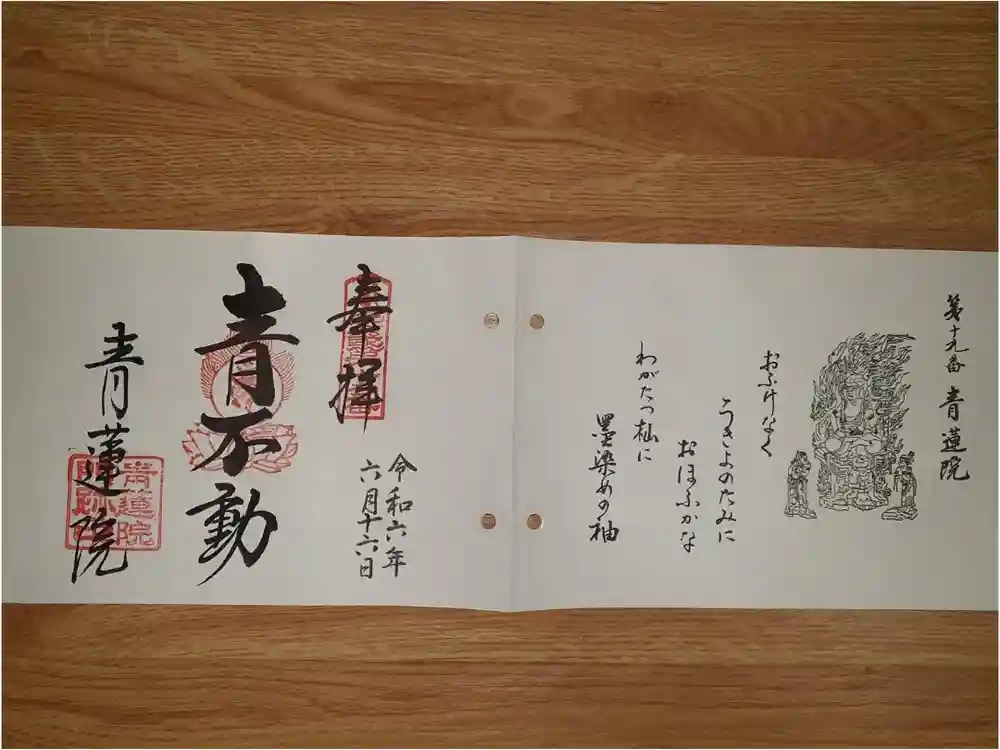 第十九番 青蓮院
おふけなく
うきよのたみに
おほふかな
わがたつ杣に
墨染めの袖
奉拝
令和六年
六月十六日
青不動
青蓮院
青蓮院
門跡